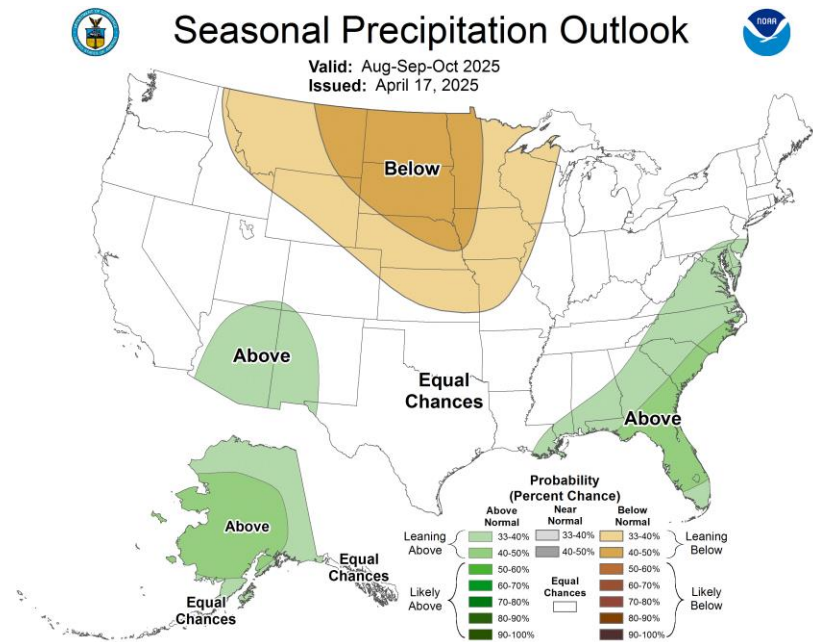 Seasonal Precipitation Outlook
NOAA
Valid: Aug-Sep-Oct 2025
Issued: April 17, 2025
Below
Above
Equal
Chances
Above
Above
Equal
Chances
Equal
Chances
Probability
(Percent Chance)
Above
Normal
Near
Normal
Below
Normal
Leaning
Above
33-40%
40-50%
50-60%
60-70%
70-80%
80-90%
90-100%
Likely
Above
33-40%
40-50%
Equal
Chances
33-40%
40-50%
50-60%
60-70%
70-80%
80-90%
90-100%
Leaning
Below
Likely
Below